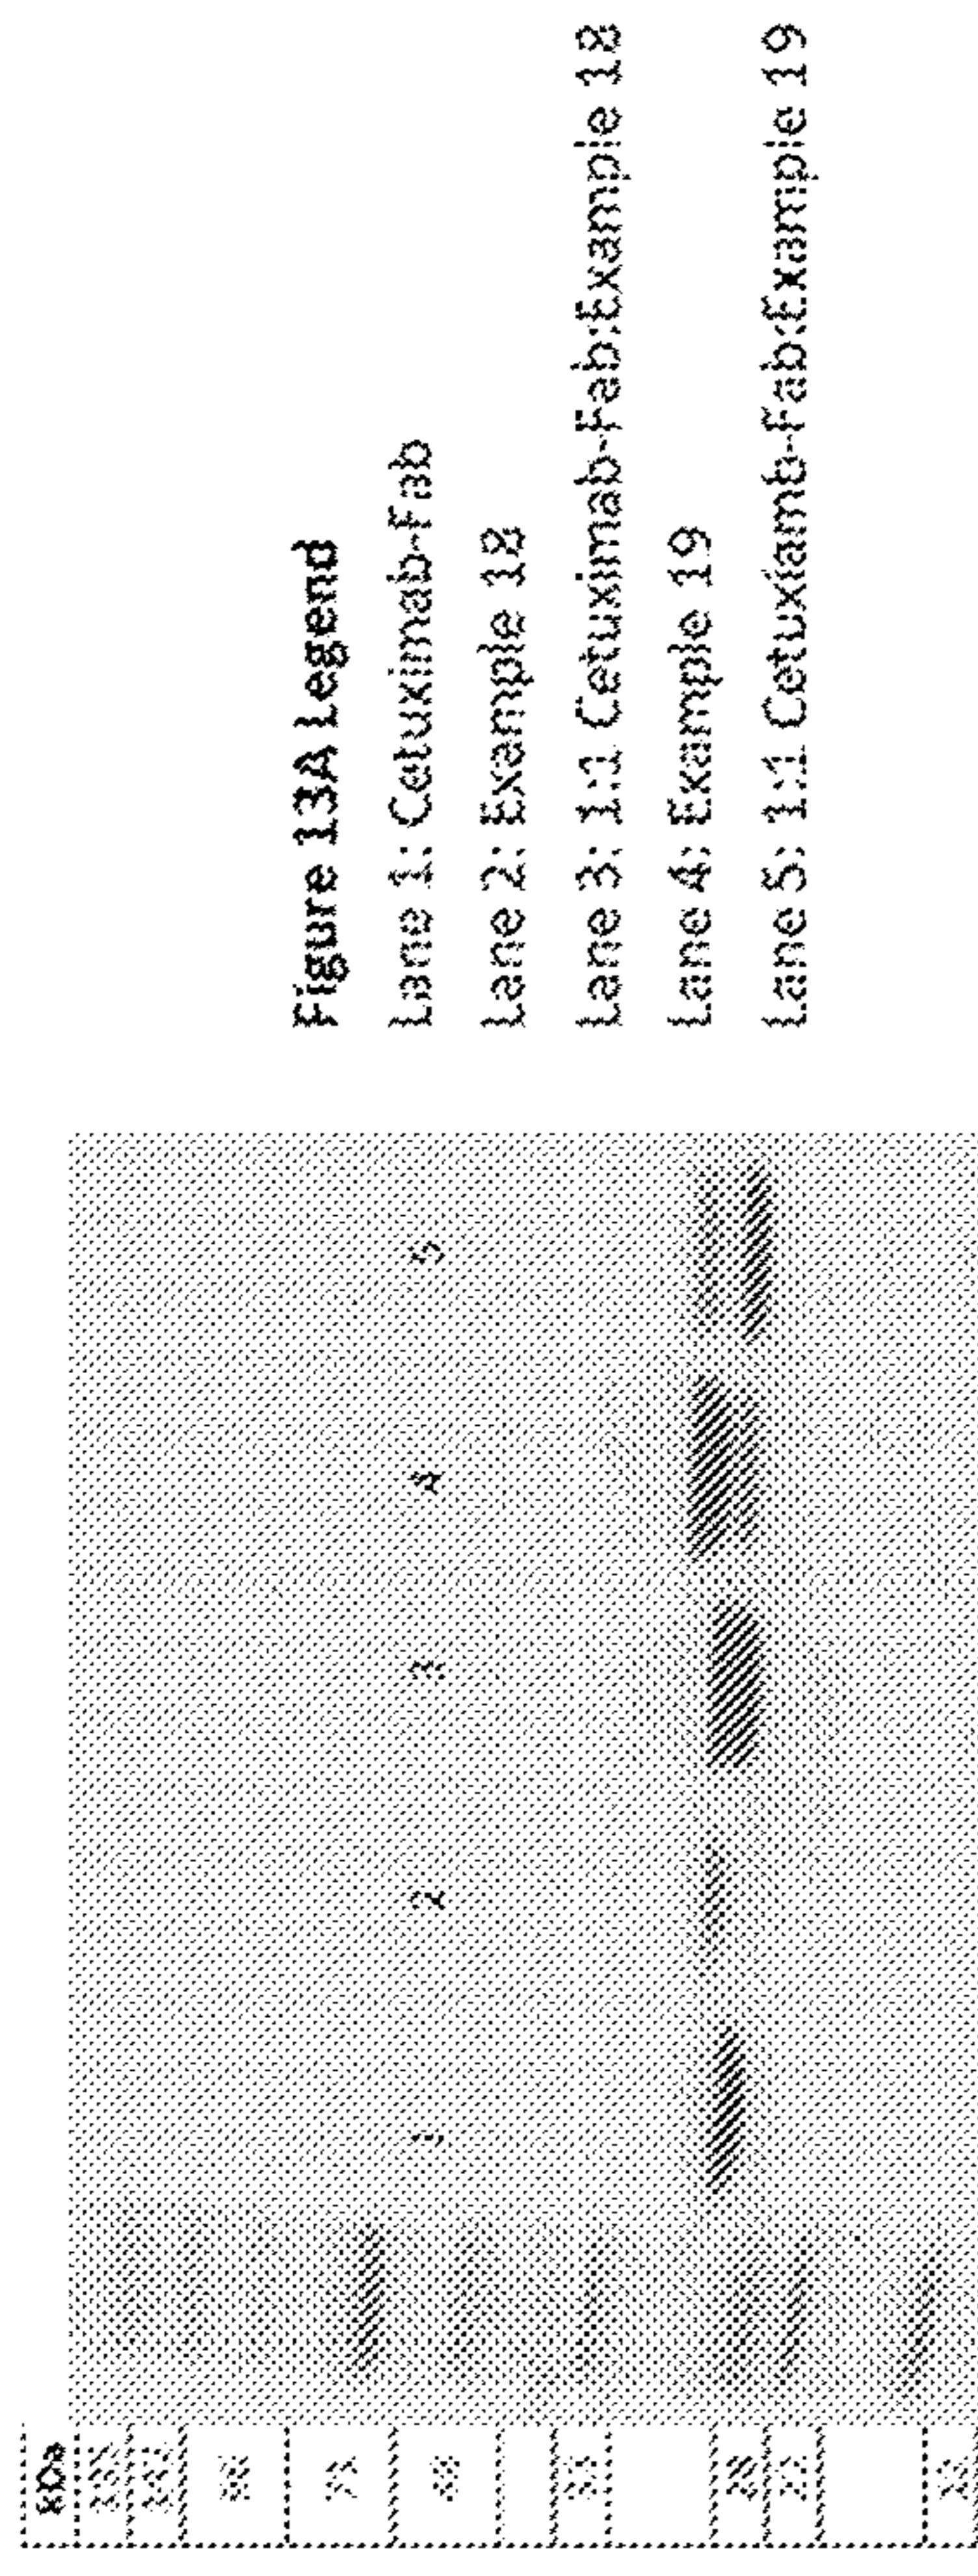 Figure 13A Legend
Lane 1: Cetuximab-Fab
Lane 2: Example 18
Lane 3: 1:1 Cetuximab-Fab:Example 18
Lane 4: Example 19
Lane 5: 1:1 Cetuxiamb-Fab:Example 19
kDa
1 2 3 4 5